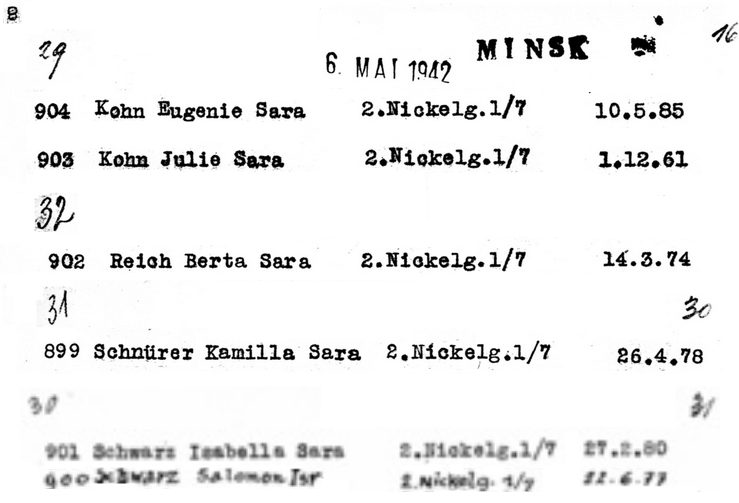 8
29 6. MAI 1942 MINSK 16
904 Kohn Eugenie Sara 2.Nickelg.1/7 10.5.85
903 Kohn Julie Sara 2.Nickelg.1/7 1.12.61
32
902 Reich Berta Sara 2.Nickelg.1/7 14.3.74
31 30
899 Schnürer Kamilla Sara 2.Nickelg.1/7 26.4.78
30 31
901 Schwarz Isabella Sara 2.Nickelg.1/7 27.2.80
900 Schwarz Salomon Isr 2.Nickelg. 1/7